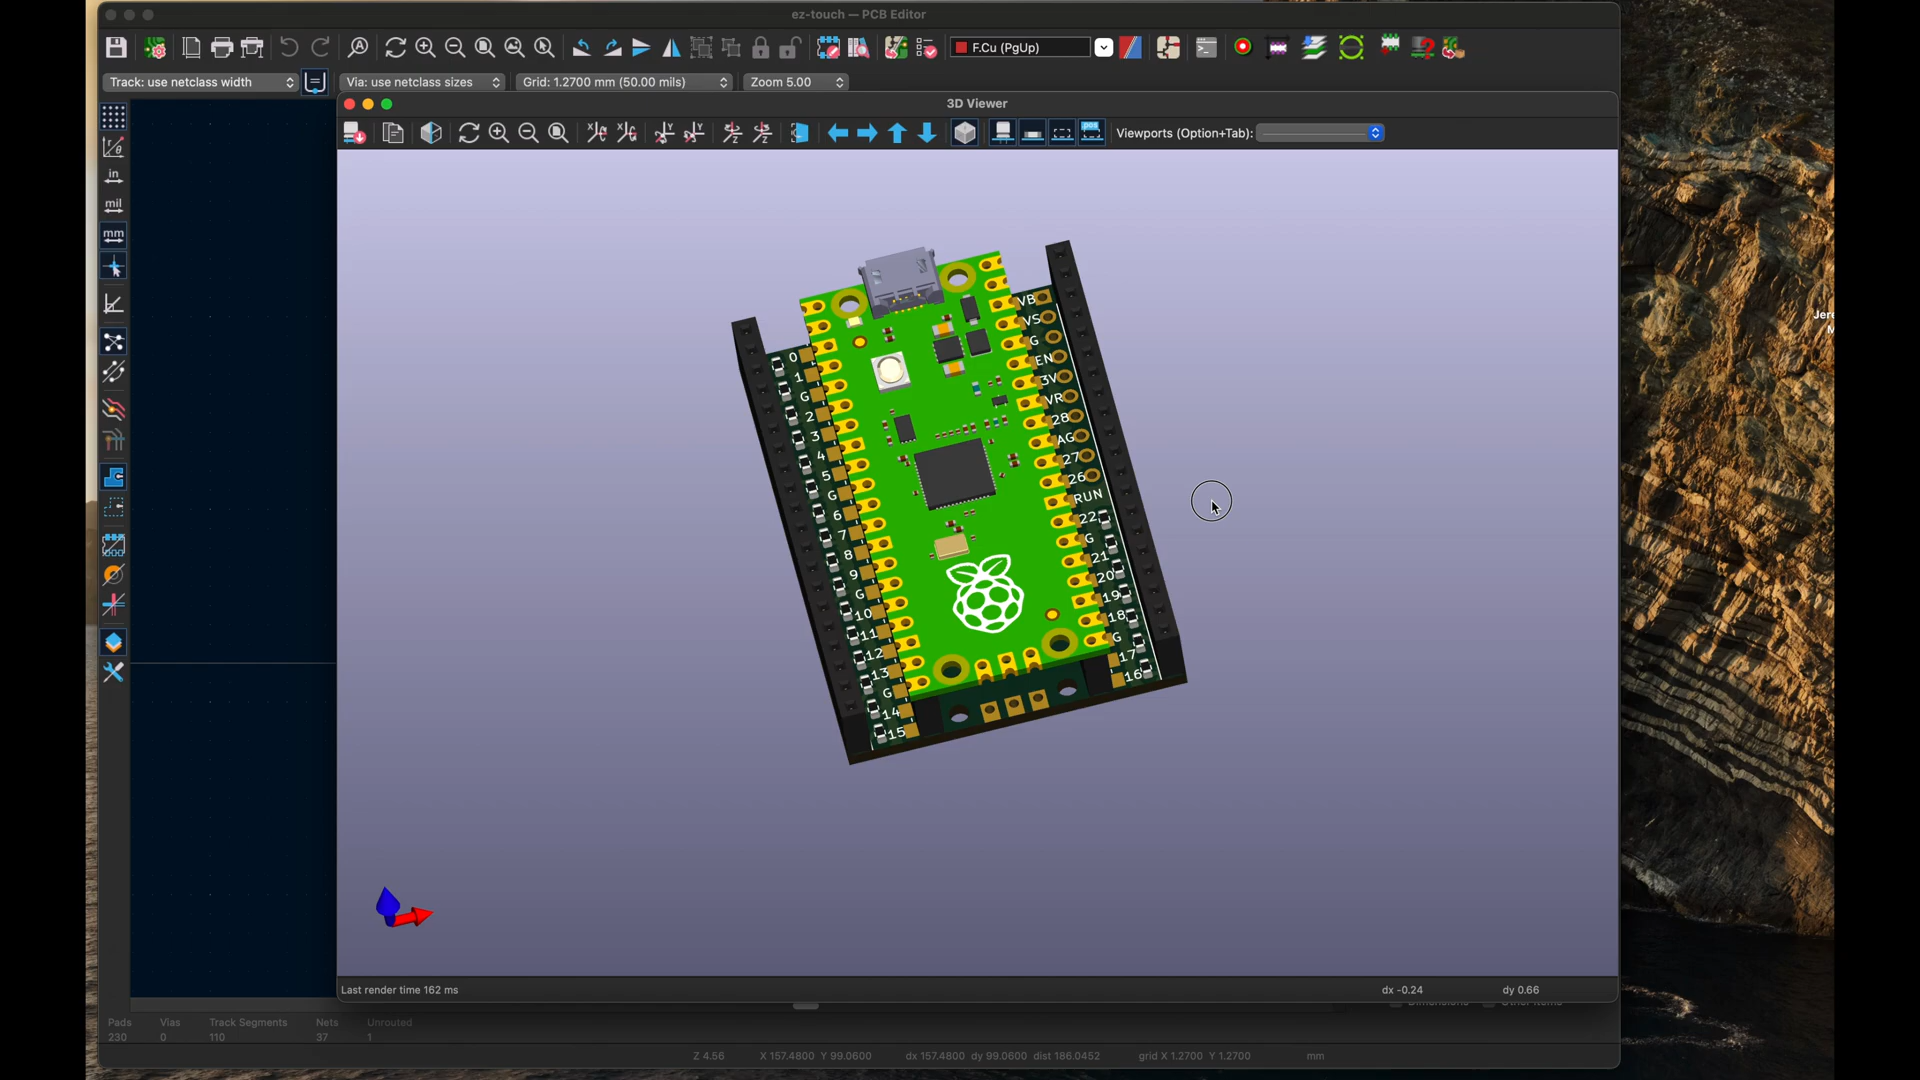 ez-touch — PCB Editor
F.Cu (PgUp)
Track: use netclass width
Via: use netclass sizes
Grid: 1.2700 mm (50.00 mils)
Zoom 5.00
3D Viewer
Viewports (Option+Tab):
in
mil
mm
Jere
M
VB
VS
G
EN
3V
VR
28
AG
27
26
RUN
22
G
21
20
19
18
G
17
16
0
1
G
2
3
4
5
G
6
7
8
9
G
10
11
12
13
G
14
15
Last render time 162 ms
dx -0.24
dy 0.66
Pads
Vias
Track Segments
Nets
Unrouted
230
0
110
37
1
Z 4.56
X 157.4800 Y 99.0600
dx 157.4800 dy 99.0600 dist 186.0452
grid X 1.2700 Y 1.2700
mm